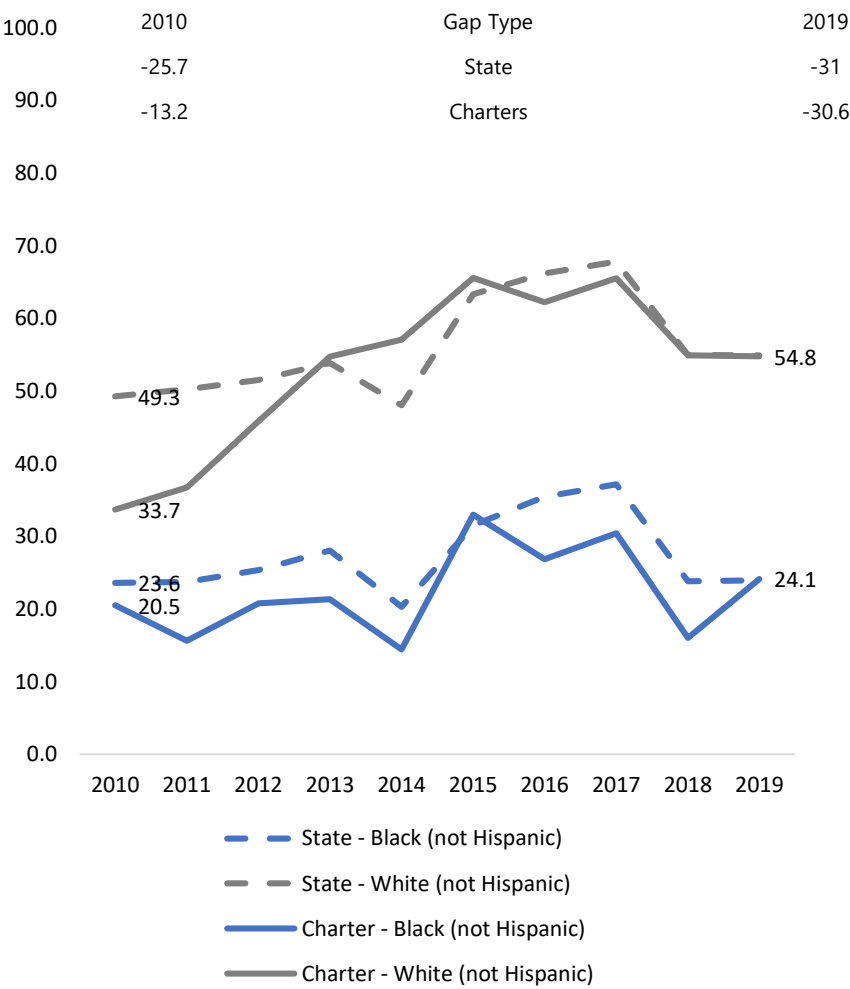 100.0 2010 Gap Type 2019
-25.7 State -31
90.0
-13.2 Charters -30.6
80.0
70.0
60.0
54.8
50.0
49.3
40.0
33.7
30.0
23.6
24.1
20.0
20.5
10.0
0.0
2010 2011 2012 2013 2014 2015 2016 2017 2018 2019
State - Black (not Hispanic)
State - White (not Hispanic)
Charter - Black (not Hispanic)
Charter - White (not Hispanic)